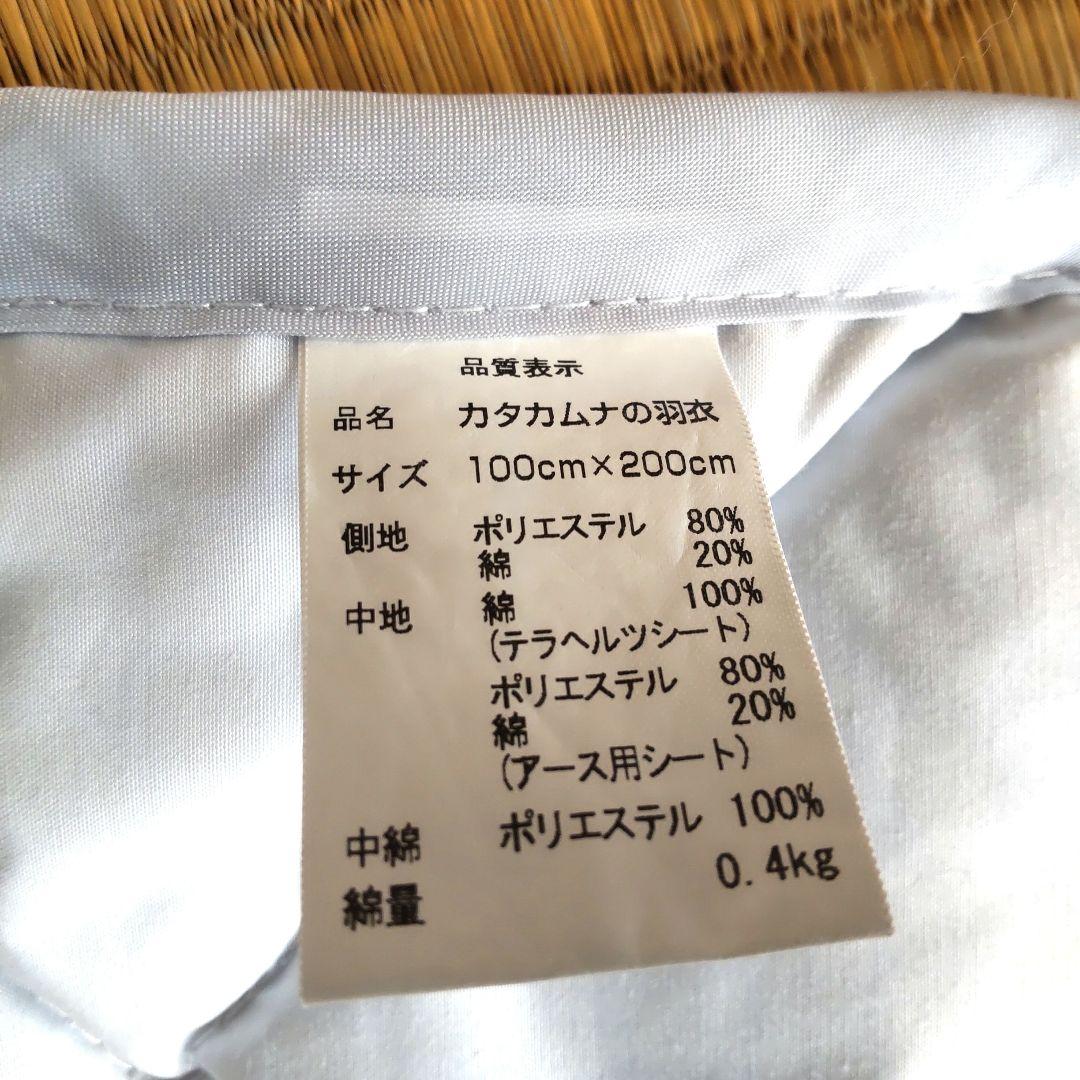 品質表示
品名 カタカムナの羽衣
サイズ 100cm×200cm
側地 ポリエステル 80%
綿 20%
中地 綿 100%
(テラヘルツシート)
ポリエステル 80%
綿 20%
(アース用シート)
中綿 ポリエステル 100%
綿量 0.4kg